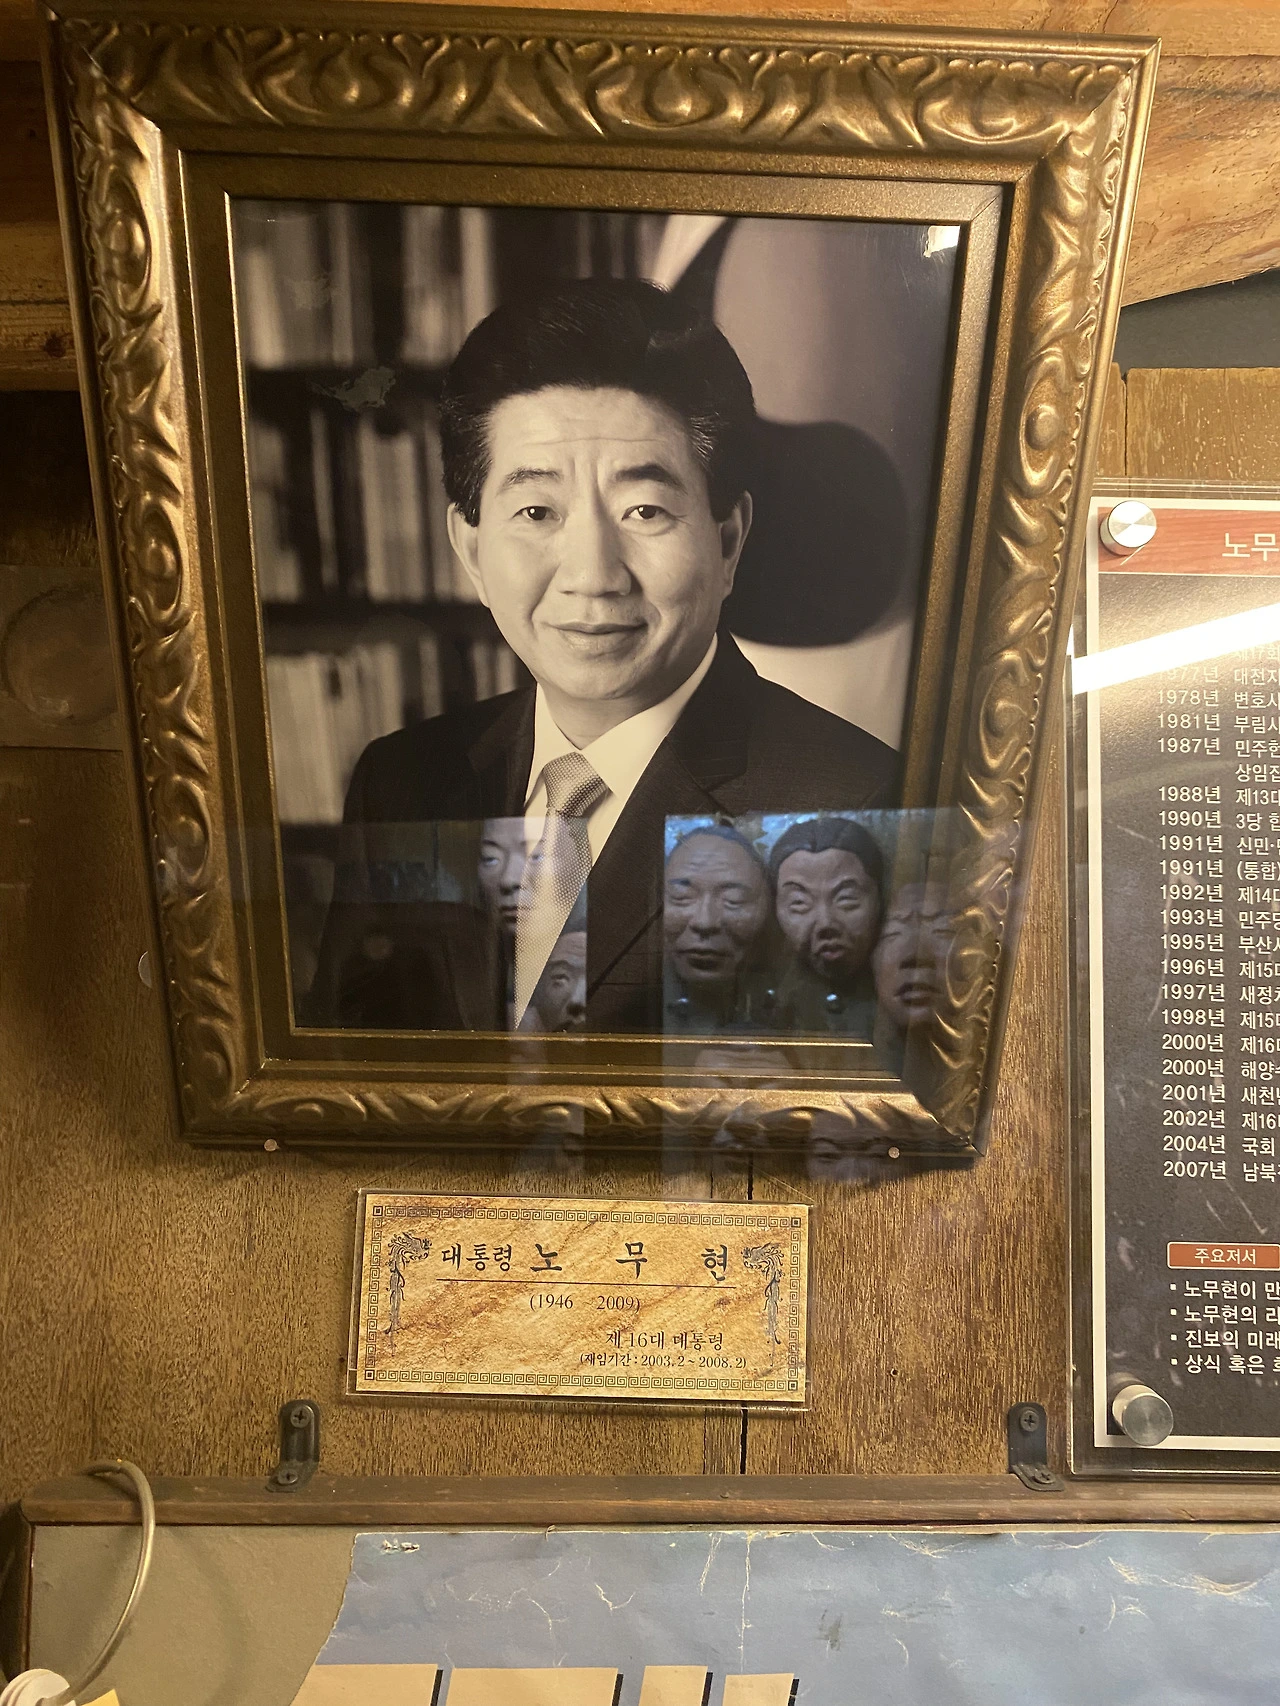 대통령 노 무 현
(1946 ~ 2009)
제 16대 대통령
(재임기간 : 2003. 2 ~ 2008. 2)
노무
제17회
1977년 대전지
1978년 변호사
1981년 부림사
1987년 민주헌
상임집
1988년 제13대
1990년 3당 합
1991년 신민·민
1991년 (통합)
1992년 제14대
1993년 민주당
1995년 부산시
1996년 제15대
1997년 새정치
1998년 제15대
2000년 제16대
2000년 해양수
2001년 새천년
2002년 제16대
2004년 국회
2007년 남북
주요저서
▪ 노무현이 만
▪ 노무현의 리
▪ 진보의 미래
▪ 상식 혹은 희